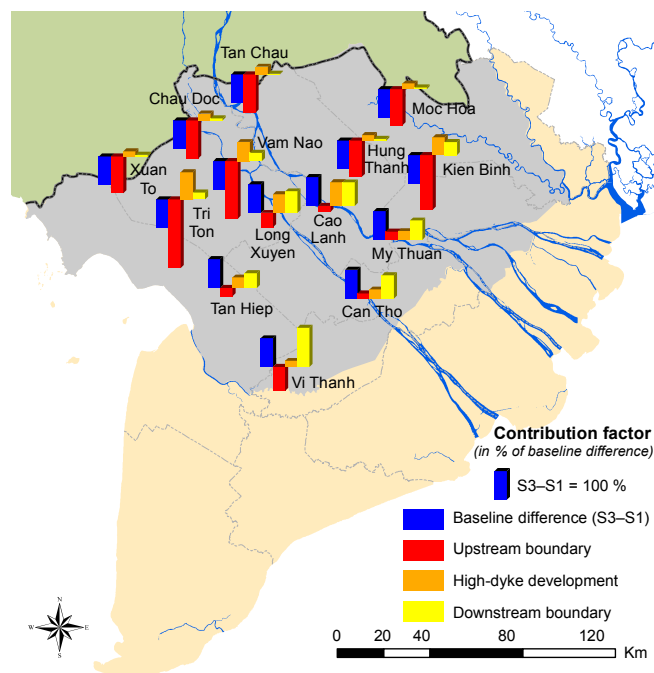 Tan Chau
Chau Doc
Moc Hoa
Vam Nao
Hung
Thanh
Kien Binh
Xuan
To
Tri
Ton
Long
Xuyen
Cao
Lanh
My Thuan
Tan Hiep
Can Tho
Vi Thanh
Contribution factor
(in % of baseline difference)
S3–S1 = 100 %
Baseline difference (S3–S1)
Upstream boundary
High-dyke development
Downstream boundary
N
W E
S
0 20 40 80 120 Km